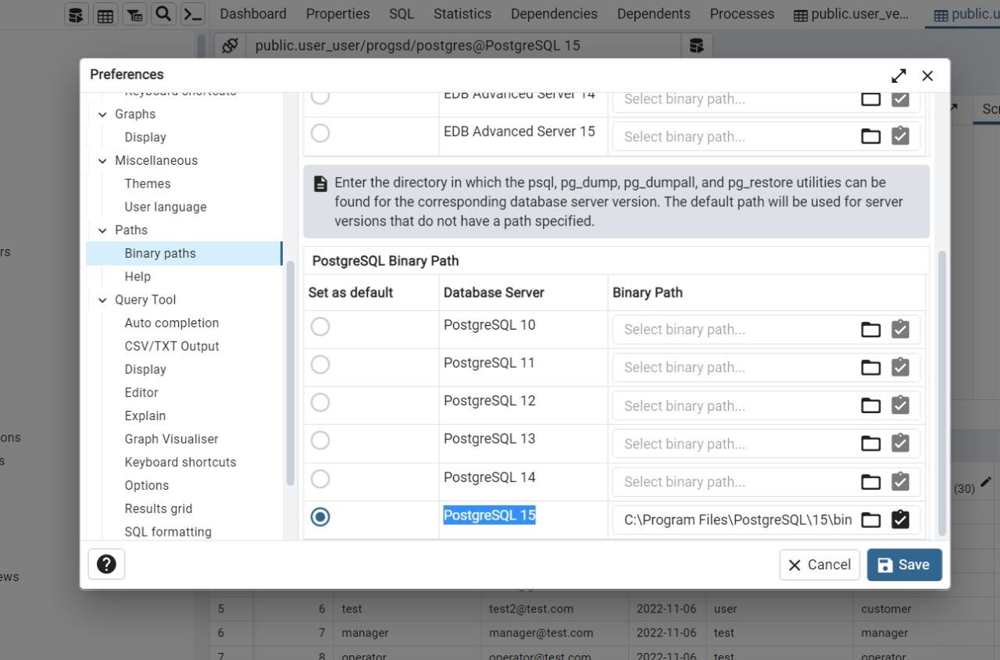 Dashboard Properties SQL Statistics Dependencies Dependents Processes public.user_ve... public.u
public.user_user/progsd/postgres@PostgreSQL 15
Preferences
Keyboard shortcuts
Graphs
Display
Miscellaneous
Themes
User language
Paths
Binary paths
Help
Query Tool
Auto completion
CSV/TXT Output
Display
Editor
Explain
Graph Visualiser
Keyboard shortcuts
Options
Results grid
SQL formatting
EDB Advanced Server 14 Select binary path...
EDB Advanced Server 15 Select binary path...
Enter the directory in which the psql, pg_dump, pg_dumpall, and pg_restore utilities can be
found for the corresponding database server version. The default path will be used for server
versions that do not have a path specified.
PostgreSQL Binary Path
Set as default Database Server Binary Path
PostgreSQL 10 Select binary path...
PostgreSQL 11 Select binary path...
PostgreSQL 12 Select binary path...
PostgreSQL 13 Select binary path...
PostgreSQL 14 Select binary path...
PostgreSQL 15 C:\Program Files\PostgreSQL\15\bin
Cancel Save
rs
ons
s
ews
Sc
(30)
5 6 test test2@test.com 2022-11-06 user customer
6 7 manager manager@test.com 2022-11-06 test manager
7 8 operator operator@test.com 2022-11-06 test operator